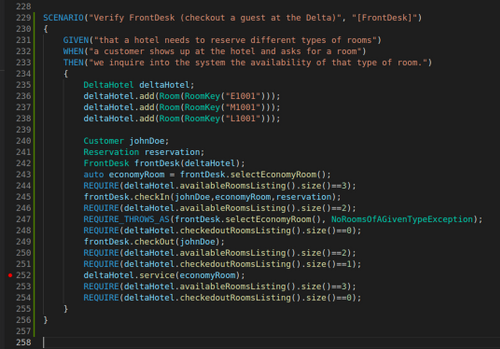 228
229 SCENARIO("Verify FrontDesk (checkout a guest at the Delta)", "[FrontDesk]")
230 {
231 GIVEN("that a hotel needs to reserve different types of rooms")
232 WHEN("a customer shows up at the hotel and asks for a room")
233 THEN("we inquire into the system the availability of that type of room.")
234 {
235 DeltaHotel deltaHotel;
236 deltaHotel.add(Room(RoomKey("E1001")));
237 deltaHotel.add(Room(RoomKey("M1001")));
238 deltaHotel.add(Room(RoomKey("L1001")));
239
240 Customer johnDoe;
241 Reservation reservation;
242 FrontDesk frontDesk(deltaHotel);
243 auto economyRoom = frontDesk.selectEconomyRoom();
244 REQUIRE(deltaHotel.availableRoomsListing().size()==3);
245 frontDesk.checkIn(johnDoe,economyRoom,reservation);
246 REQUIRE(deltaHotel.availableRoomsListing().size()==2);
247 REQUIRE_THROWS_AS(frontDesk.selectEconomyRoom(), NoRoomsOfAGivenTypeException);
248 REQUIRE(deltaHotel.checkedoutRoomsListing().size()==0);
249 frontDesk.checkOut(johnDoe);
250 REQUIRE(deltaHotel.availableRoomsListing().size()==2);
251 REQUIRE(deltaHotel.checkedoutRoomsListing().size()==1);
252 deltaHotel.service(economyRoom);
253 REQUIRE(deltaHotel.availableRoomsListing().size()==3);
254 REQUIRE(deltaHotel.checkedoutRoomsListing().size()==0);
255 }
256 }
257
258